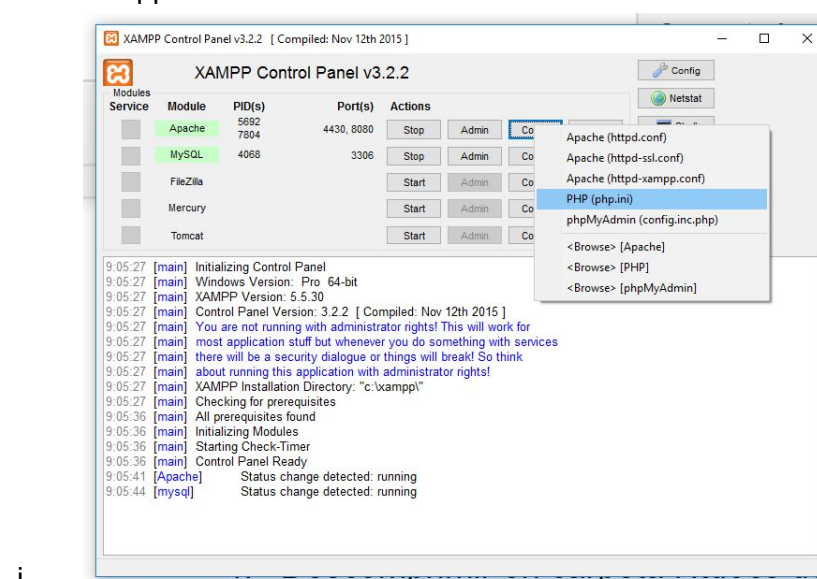 XAMPP Control Panel v3.2.2 [ Compiled: Nov 12th 2015 ]
XAMPP Control Panel v3.2.2
Config
Modules
Service Module PID(s) Port(s) Actions
Netstat
Apache 5692 7804 4430, 8080 Stop Admin
MySQL 4068 3306 Stop Admin
FileZilla Start Admin
Mercury Start Admin
Tomcat Start Admin
Apache (httpd.conf)
Apache (httpd-ssl.conf)
Apache (httpd-xampp.conf)
PHP (php.ini)
phpMyAdmin (config.inc.php)
<Browse> [Apache]
<Browse> [PHP]
<Browse> [phpMyAdmin]
9:05:27 [main] Initializing Control Panel
9:05:27 [main] Windows Version: Pro 64-bit
9:05:27 [main] XAMPP Version: 5.5.30
9:05:27 [main] Control Panel Version: 3.2.2 [ Compiled: Nov 12th 2015 ]
9:05:27 [main] You are not running with administrator rights! This will work for
9:05:27 [main] most application stuff but whenever you do something with services
9:05:27 [main] there will be a security dialogue or things will break! So think
9:05:27 [main] about running this application with administrator rights!
9:05:27 [main] XAMPP Installation Directory: "c:\xampp\"
9:05:27 [main] Checking for prerequisites
9:05:36 [main] All prerequisites found
9:05:36 [main] Initializing Modules
9:05:36 [main] Starting Check-Timer
9:05:36 [main] Control Panel Ready
9:05:41 [Apache] Status change detected: running
9:05:44 [mysql] Status change detected: running
i.